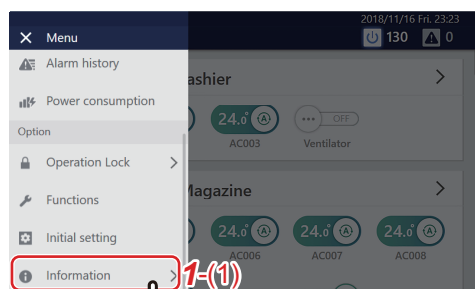 2018/11/16 Fri. 23:23
Menu
130 0
Alarm history
Power consumption
Option
Operation Lock
Functions
Initial setting
Information
1-(1)
ashier
24.0 A
AC003
OFF
Ventilator
Magazine
24.0 A
AC006
24.0 A
AC007
24.0 A
AC008